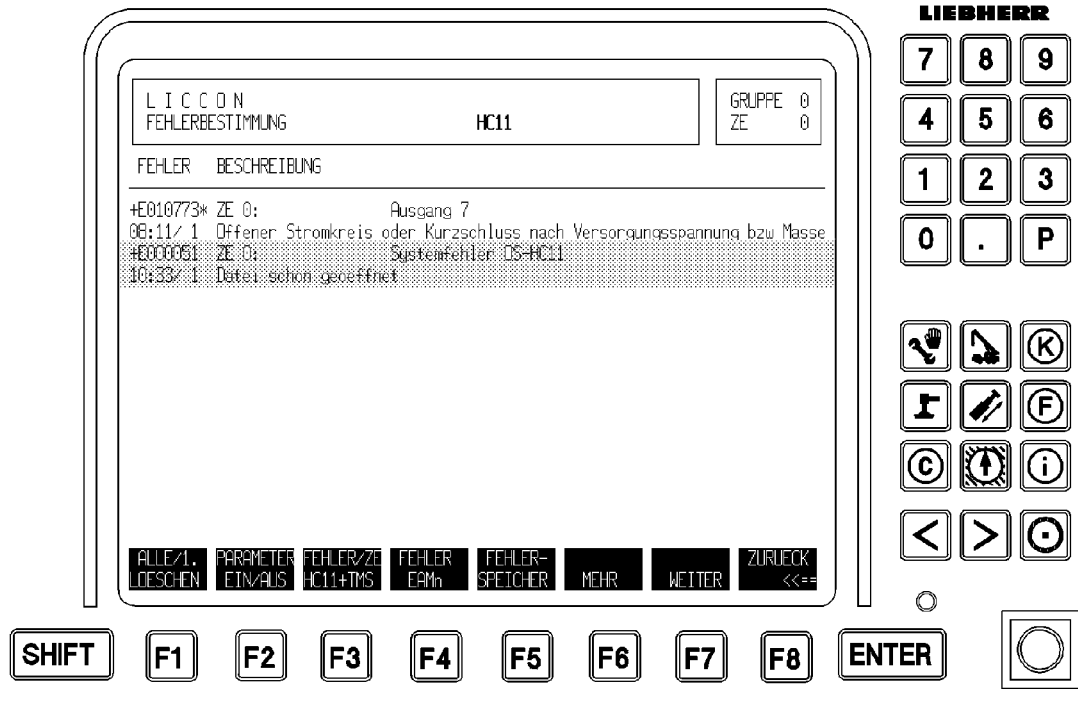 LIEBHERR
L I C C O N
FEHLERBESTIMMUNG HC11
GRUPPE 0
ZE 0
FEHLER BESCHREIBUNG
+E010773* ZE 0: Ausgang 7
08:11/ 1 Offener Stromkreis oder Kurzschluss nach Versorgungsspannung bzw Masse
+E000051 ZE 0: Systemfehler OS-HC11
10:33/ 1 Datei schon geoeffnet
ALLE/1. LOESCHEN
PARAMETER EIN/AUS
FEHLER/ZE HC11+TMS
FEHLER EAMn
FEHLER- SPEICHER
MEHR
WEITER
ZURUECK <<==
SHIFT F1 F2 F3 F4 F5 F6 F7 F8 ENTER
7 8 9
4 5 6
1 2 3
0 . P
K
F
C i
< >